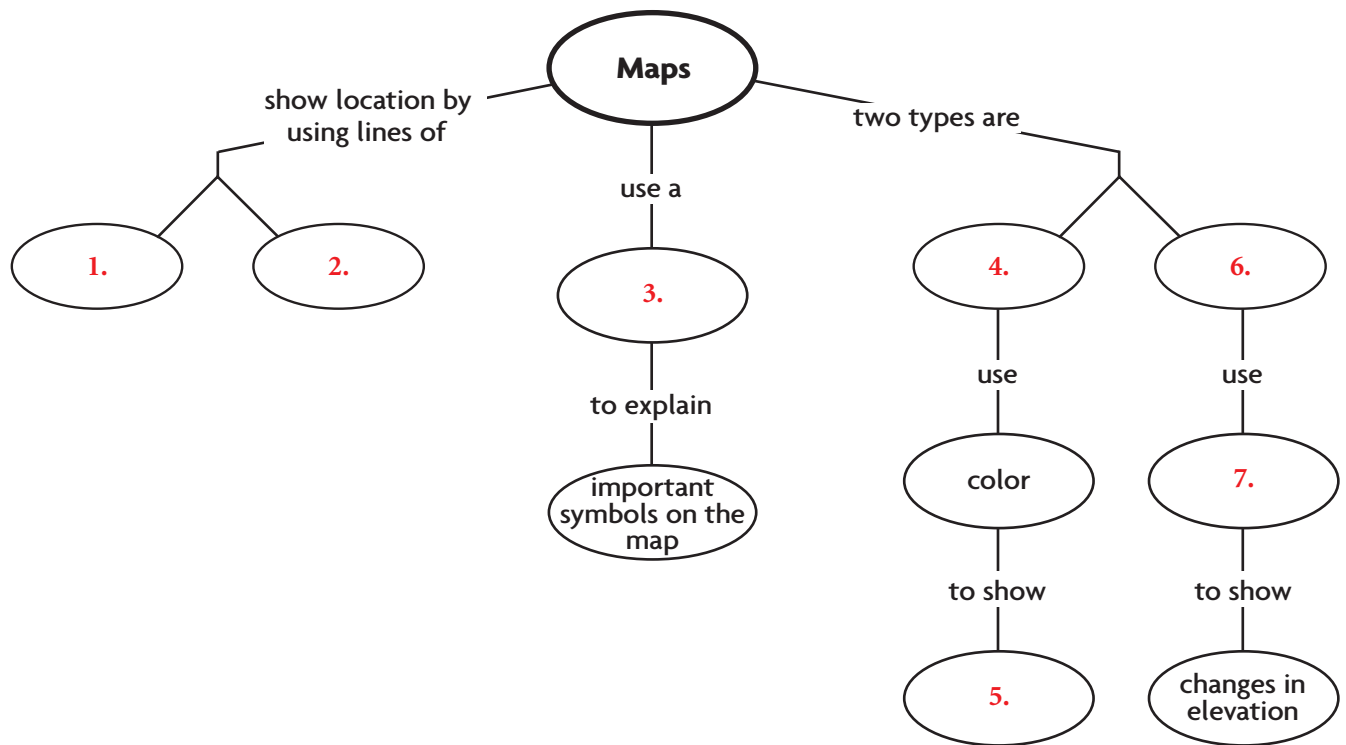 Maps
show location by
using lines of
two types are
use a
1.
2.
3.
4.
6.
use
use
to explain
color
7.
important
symbols on the
map
to show
to show
5.
changes in
elevation